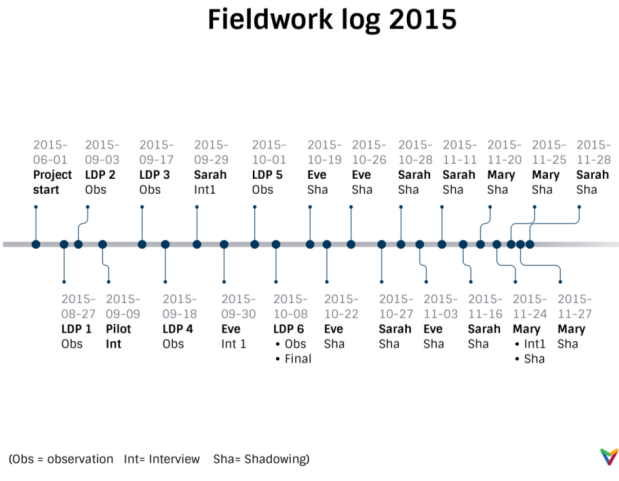 Fieldwork log 2015
2015-
06-01
Project
start
2015-
09-03
LDP 2
Obs
2015-
09-17
LDP 3
Obs
2015-
09-29
Sarah
Int1
2015-
10-01
LDP 5
Obs
2015-
10-19
Eve
Sha
2015-
10-26
Eve
Sha
2015-
10-28
Sarah
Sha
2015-
11-11
Sarah
Sha
2015-
11-20
Mary
Sha
2015-
11-25
Mary
Sha
2015-
11-28
Sarah
Sha
2015-
08-27
LDP 1
Obs
2015-
09-09
Pilot
Int
2015-
09-18
LDP 4
Obs
2015-
09-30
Eve
Int 1
2015-
10-08
LDP 6
• Obs
• Final
2015-
10-22
Eve
Sha
2015-
10-27
Sarah
Sha
2015-
11-03
Eve
Sha
2015-
11-16
Sarah
Sha
2015-
11-24
Mary
• Int1
• Sha
2015-
11-27
Mary
Sha
(Obs = observation Int= Interview Sha= Shadowing)